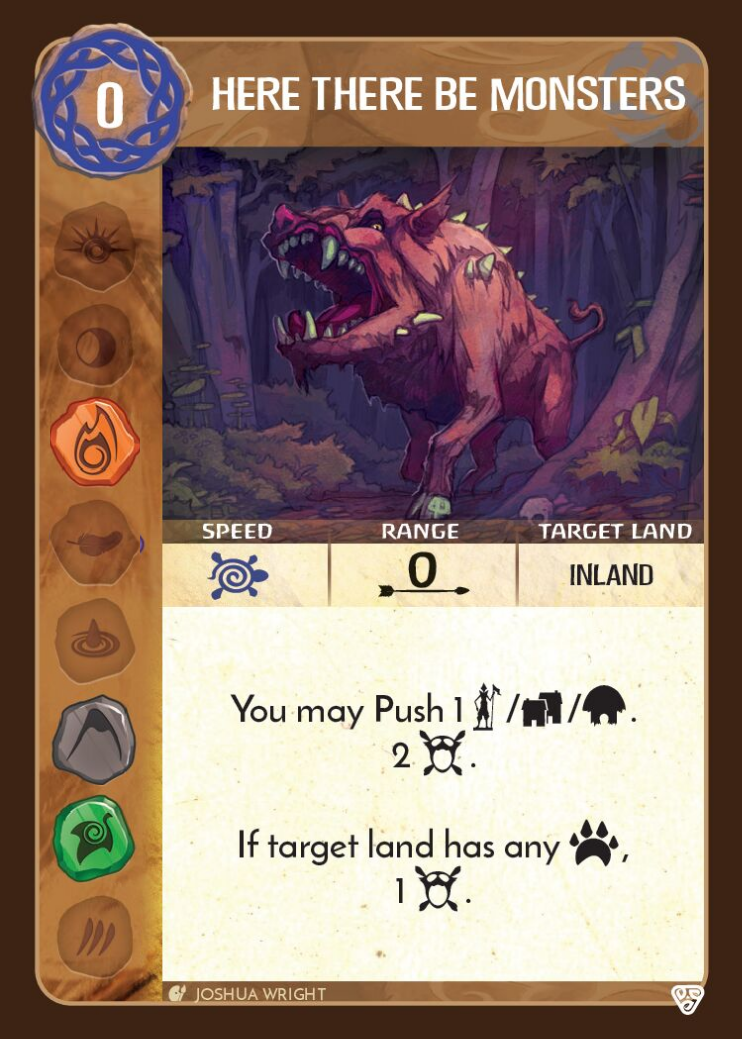 0
HERE THERE BE MONSTERS
SPEED RANGE TARGET LAND
0 INLAND
You may Push 1 / / .
2 .
If target land has any ,
1 .
JOSHUA WRIGHT